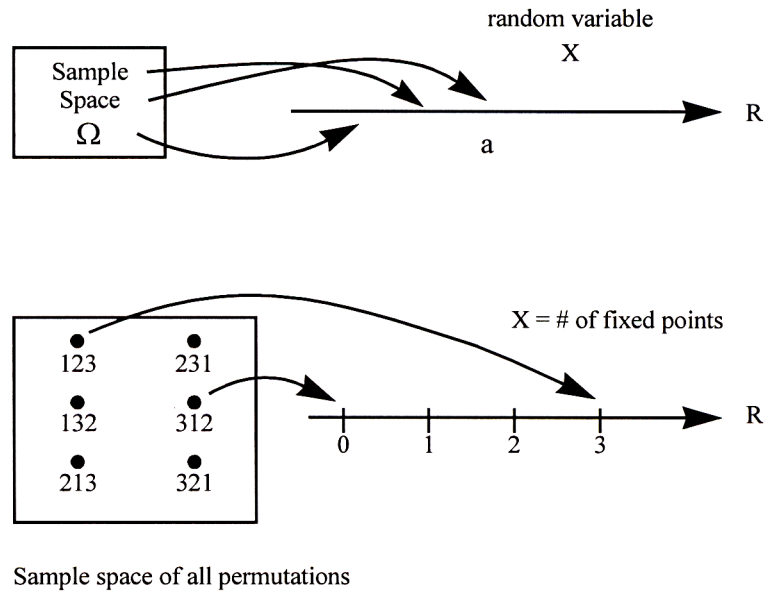 random variable
X
Sample
Space
Ω
R
a
X = # of fixed points
123 231
132 312
213 321
R
0 1 2 3
Sample space of all permutations